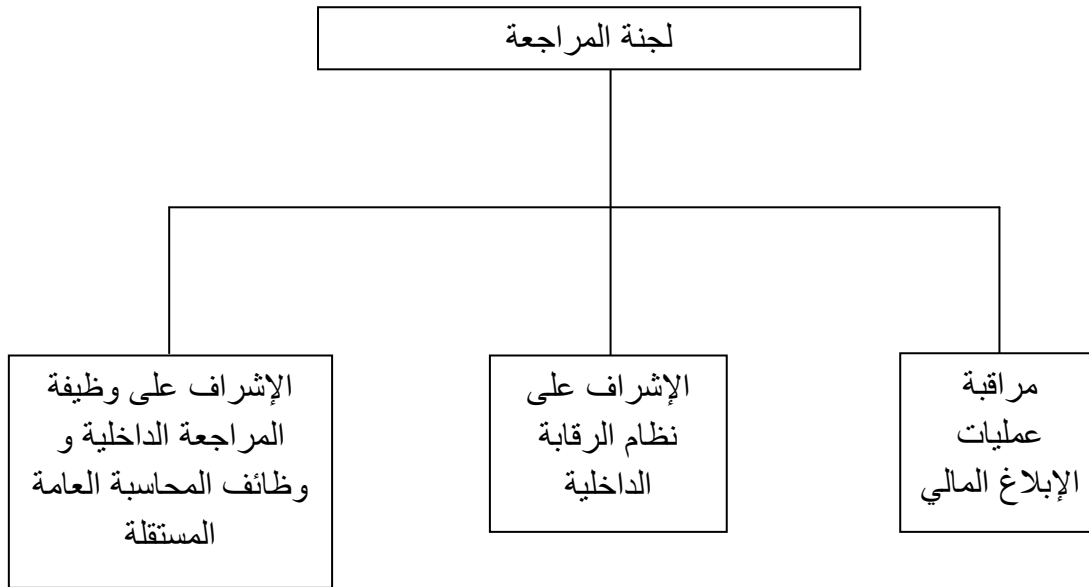 لجنة المراجعة
مراقبة
عمليات
الإبلاغ المالي
الإشراف على
نظام الرقابة
الداخلية
الإشراف على وظيفة
المراجعة الداخلية و
وظائف المحاسبة العامة
المستقلة